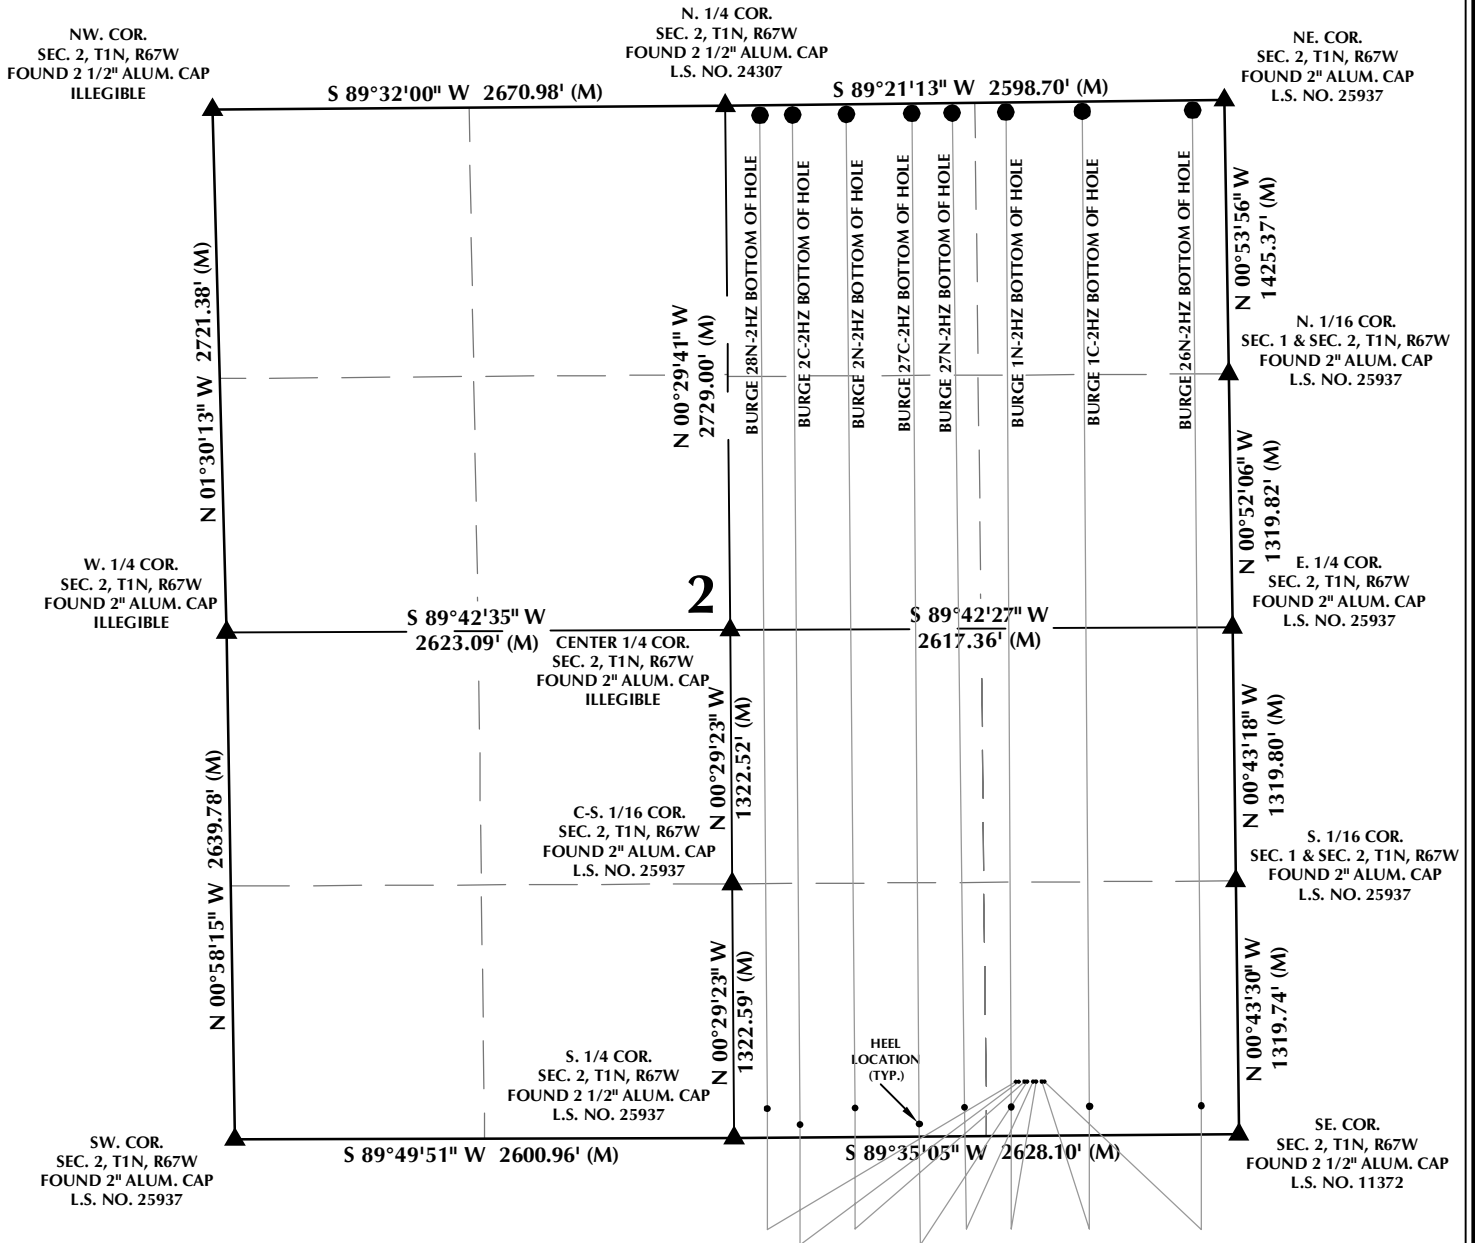 NW. COR.
SEC. 2, T1N, R67W
FOUND 2 1/2" ALUM. CAP
ILLEGIBLE
N. 1/4 COR.
SEC. 2, T1N, R67W
FOUND 2 1/2" ALUM. CAP
L.S. NO. 24307
NE. COR.
SEC. 2, T1N, R67W
FOUND 2" ALUM. CAP
L.S. NO. 25937
S 89°32'00" W 2670.98' (M)
S 89°21'13" W 2598.70' (M)
BURGE 28N-2HZ BOTTOM OF HOLE
BURGE 2C-2HZ BOTTOM OF HOLE
BURGE 2N-2HZ BOTTOM OF HOLE
BURGE 27C-2HZ BOTTOM OF HOLE
BURGE 27N-2HZ BOTTOM OF HOLE
BURGE 1N-2HZ BOTTOM OF HOLE
BURGE 1C-2HZ BOTTOM OF HOLE
BURGE 26N-2HZ BOTTOM OF HOLE
N 01°30'13" W 2721.38' (M)
N 00°29'41" W
2729.00' (M)
N 00°53'56" W
1425.37' (M)
N. 1/16 COR.
SEC. 1 & SEC. 2, T1N, R67W
FOUND 2" ALUM. CAP
L.S. NO. 25937
N 00°52'06" W
1319.82' (M)
W. 1/4 COR.
SEC. 2, T1N, R67W
FOUND 2" ALUM. CAP
ILLEGIBLE
2
E. 1/4 COR.
SEC. 2, T1N, R67W
FOUND 2" ALUM. CAP
L.S. NO. 25937
S 89°42'35" W
2623.09' (M)
S 89°42'27" W
2617.36' (M)
CENTER 1/4 COR.
SEC. 2, T1N, R67W
FOUND 2" ALUM. CAP
ILLEGIBLE
N 00°29'23" W
1322.52' (M)
N 00°43'18" W
1319.80' (M)
N 00°58'15" W 2639.78' (M)
C-S. 1/16 COR.
SEC. 2, T1N, R67W
FOUND 2" ALUM. CAP
L.S. NO. 25937
S. 1/16 COR.
SEC. 1 & SEC. 2, T1N, R67W
FOUND 2" ALUM. CAP
L.S. NO. 25937
N 00°29'23" W
1322.59' (M)
N 00°43'30" W
1319.74' (M)
HEEL
LOCATION
(TYP.)
S. 1/4 COR.
SEC. 2, T1N, R67W
FOUND 2 1/2" ALUM. CAP
L.S. NO. 25937
SW. COR.
SEC. 2, T1N, R67W
FOUND 2" ALUM. CAP
L.S. NO. 25937
S 89°49'51" W 2600.96' (M)
S 89°35'05" W 2628.10' (M)
SE. COR.
SEC. 2, T1N, R67W
FOUND 2 1/2" ALUM. CAP
L.S. NO. 11372